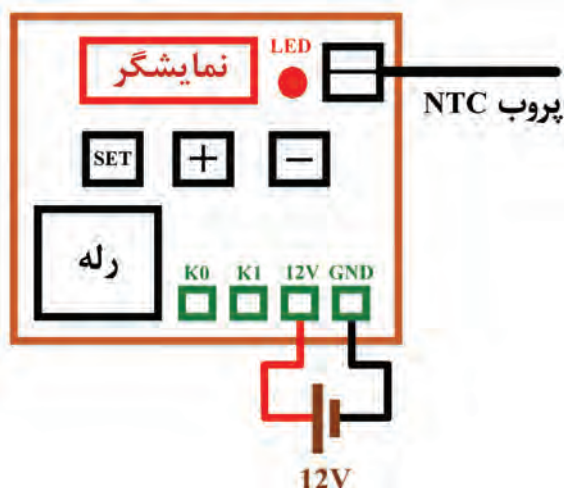 LED
نمایشگر
پروب NTC
SET + −
رله
K0 K1 12V GND
12V